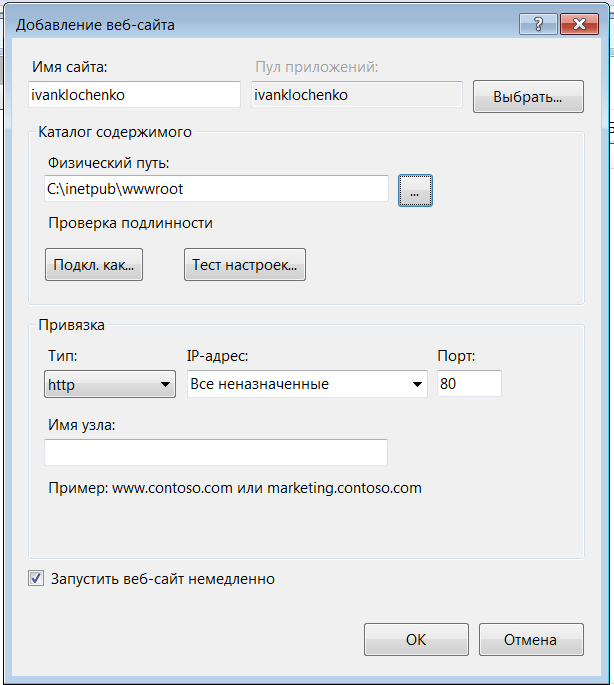 Добавление веб-сайта
?
Имя сайта: Пул приложений:
ivanklochenko ivanklochenko Выбрать...
Каталог содержимого
Физический путь:
C:\inetpub\wwwroot ...
Проверка подлинности
Подкл. как... Тест настроек...
Привязка
Тип: IP-адрес: Порт:
http Все неназначенные 80
Имя узла:
Пример: www.contoso.com или marketing.contoso.com
Запустить веб-сайт немедленно
ОК Отмена